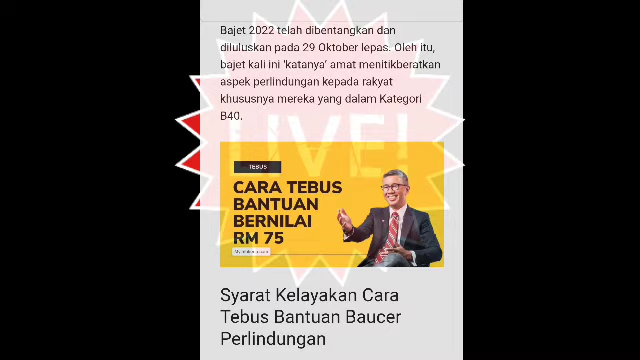 Bajet 2022 telah dibentangkan dan
diluluskan pada 29 Oktober lepas. Oleh itu,
bajet kali ini 'katanya' amat menitikberatkan
aspek perlindungan kepada rakyat
khususnya mereka yang dalam Kategori
B40.
LIVE!
TEBUS
CARA TEBUS
BANTUAN
BERNILAI
RM 75
Syarat Kelayakan Cara
Tebus Bantuan Baucer
Perlindungan